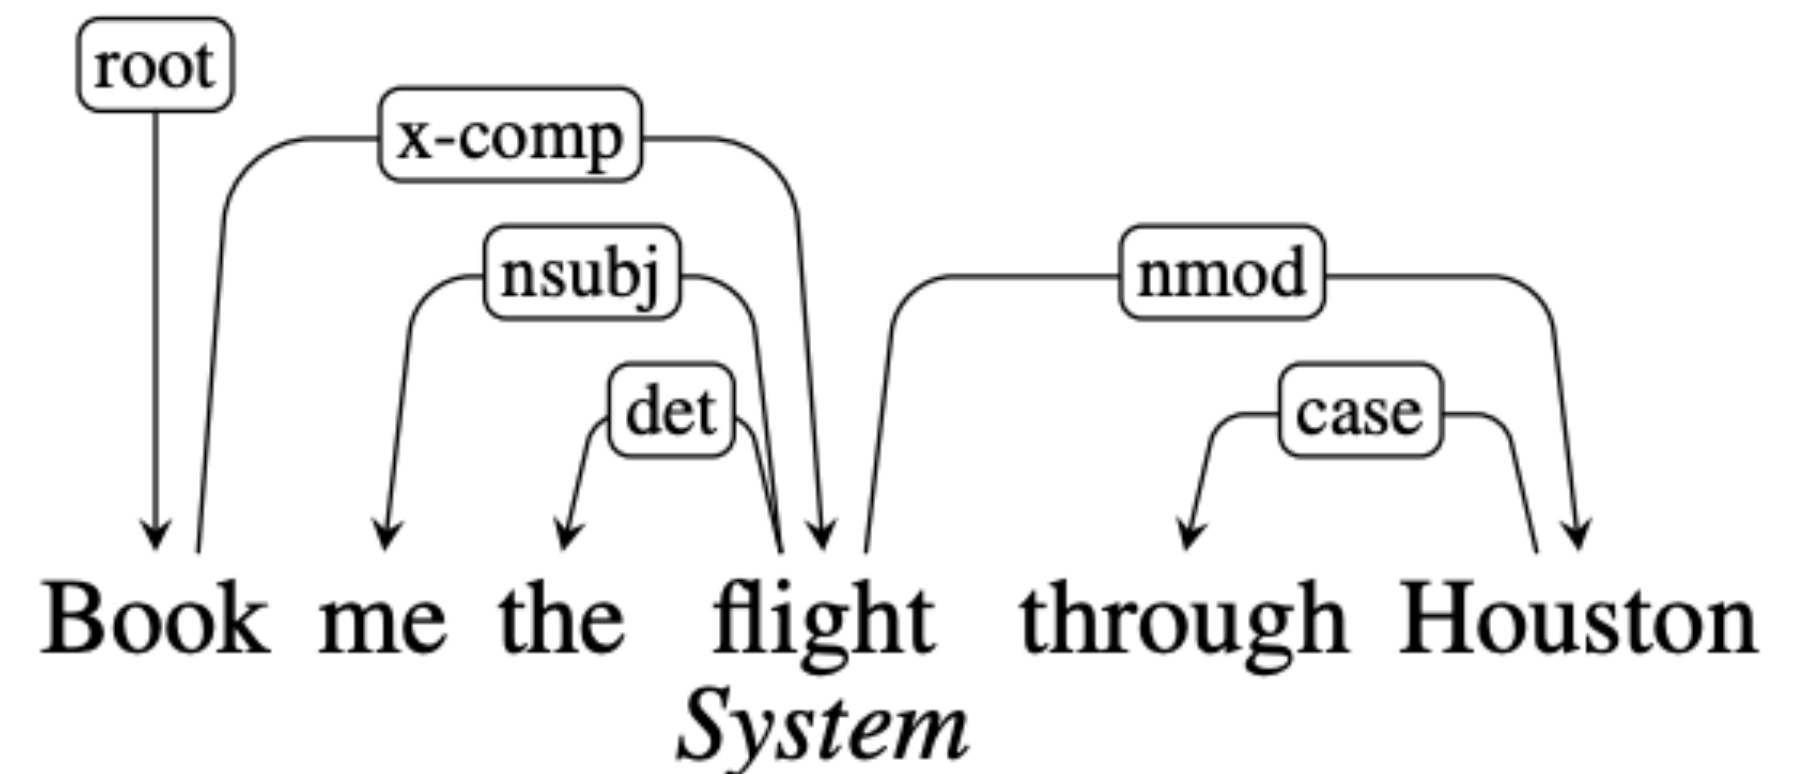 root
x-comp
nsubj
nmod
det
case
Book me the flight through Houston
System